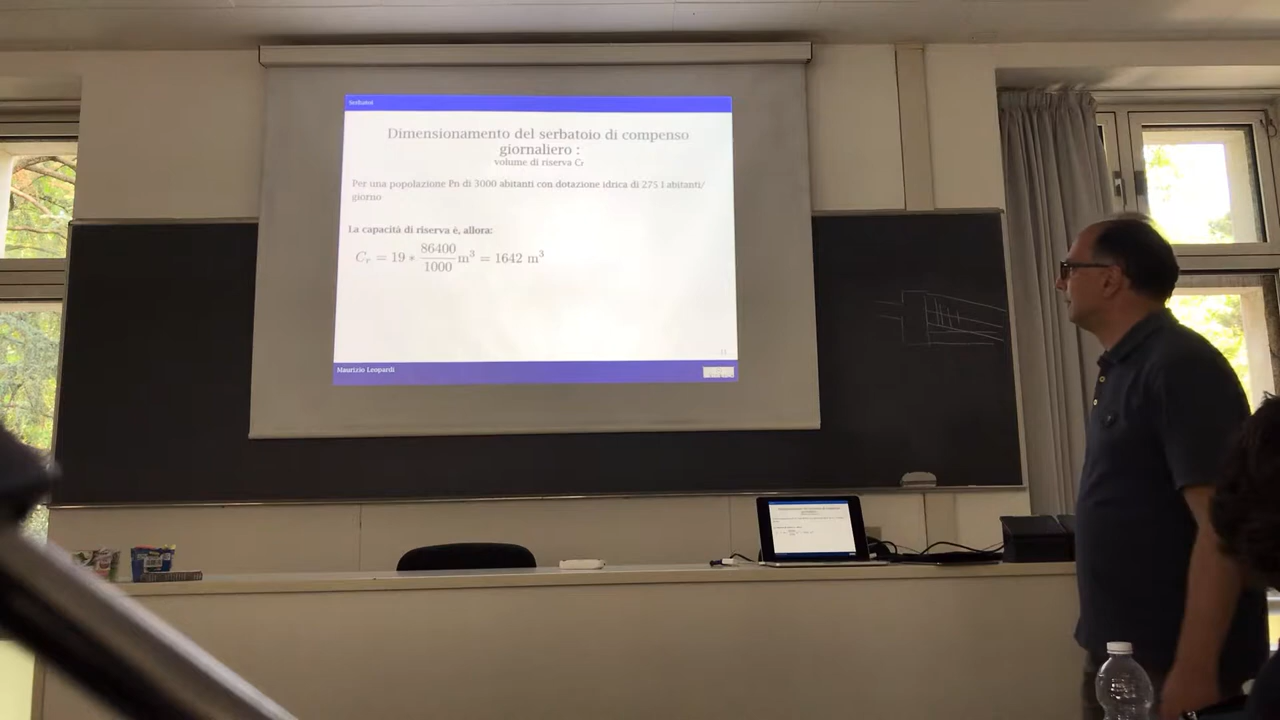 Serbatoi
Dimensionamento del serbatoio di compenso
giornaliero :
volume di riserva Cr
Per una popolazione Pn di 3000 abitanti con dotazione idrica di 275 l abitanti/
giorno
La capacità di riserva è, allora:
C_r = 19 * 86400/1000 m³ = 1642 m³
Maurizio Leopardi